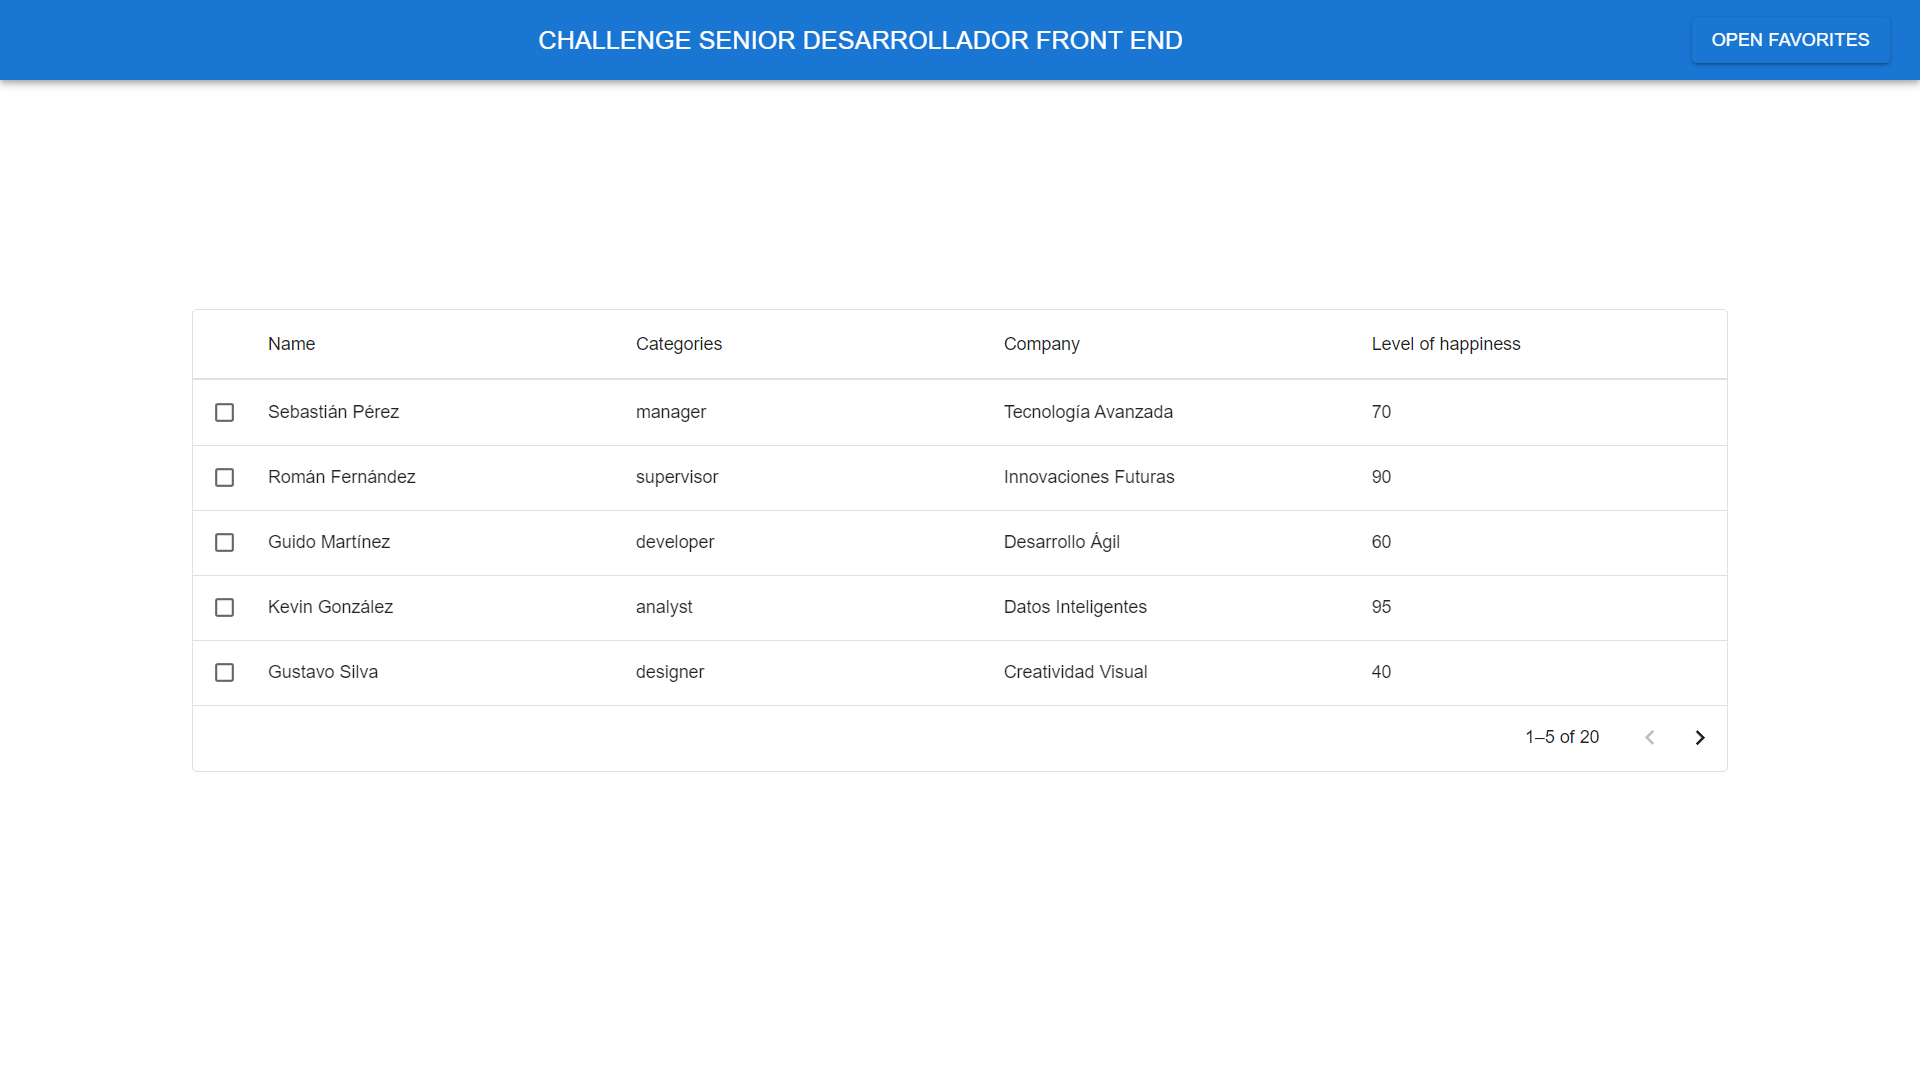 CHALLENGE SENIOR DESARROLLADOR FRONT END
OPEN FAVORITES
Name Categories Company Level of happiness
Sebastián Pérez manager Tecnología Avanzada 70
Román Fernández supervisor Innovaciones Futuras 90
Guido Martínez developer Desarrollo Ágil 60
Kevin González analyst Datos Inteligentes 95
Gustavo Silva designer Creatividad Visual 40
1–5 of 20